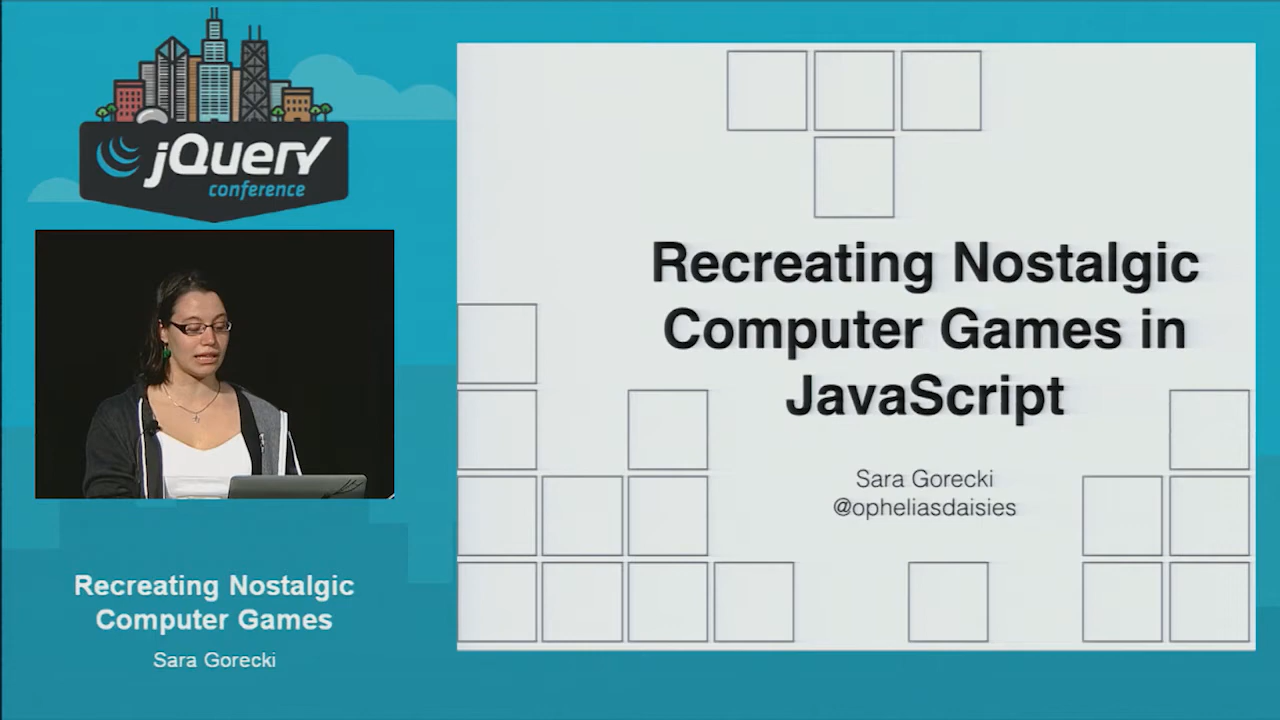 jQuery
conference
Recreating Nostalgic
Computer Games
Sara Gorecki
Recreating Nostalgic
Computer Games in
JavaScript
Sara Gorecki
@opheliasdaisies